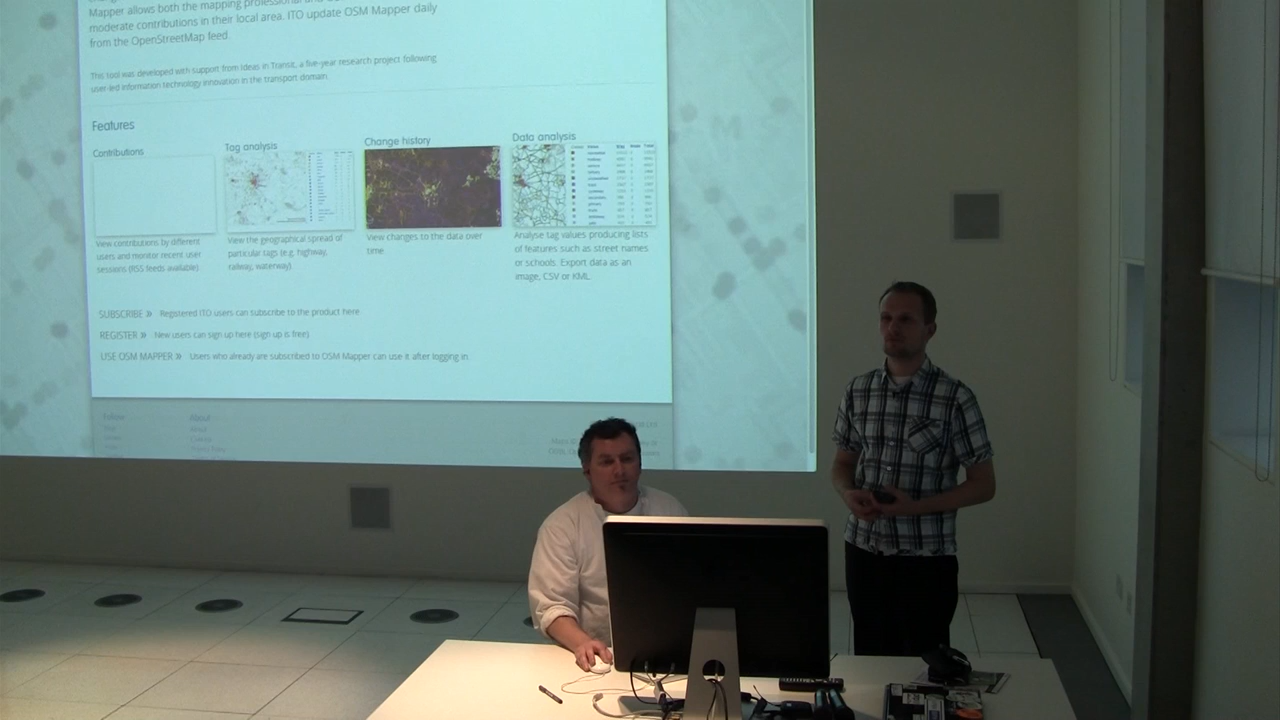 Mapper allows both the mapping professional and
moderate contributions in their local area. ITO update OSM Mapper daily
from the OpenStreetMap feed.
This tool was developed with support from Ideas in Transit, a five-year research project following
user-led information technology innovation in the transport domain.
Features
Contributions
View contributions by different
users and monitor recent user
sessions (RSS feeds available)
Tag analysis
View the geographical spread of
particular tags (e.g. highway,
railway, waterway)
Change history
View changes to the data over
time
Data analysis
Analyse tag values producing lists
of features such as street names
or schools. Export data as an
image, CSV or KML.
SUBSCRIBE » Registered ITO users can subscribe to the product here
REGISTER » New users can sign up here (sign up is free)
USE OSM MAPPER » Users who already are subscribed to OSM Mapper can use it after logging in
Follow
About
About